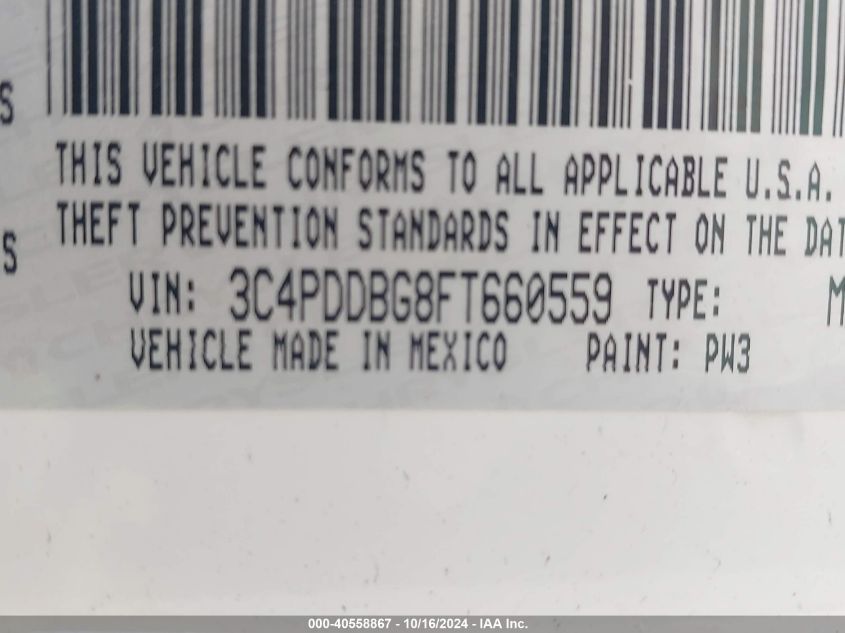 S
THIS VEHICLE CONFORMS TO ALL APPLICABLE U.S.A.
THEFT PREVENTION STANDARDS IN EFFECT ON THE DAT
S
VIN: 3C4PDDBG8FT660559 TYPE: M
VEHICLE MADE IN MEXICO PAINT: PW3
000-40558867 - 10/16/2024 - IAA Inc.